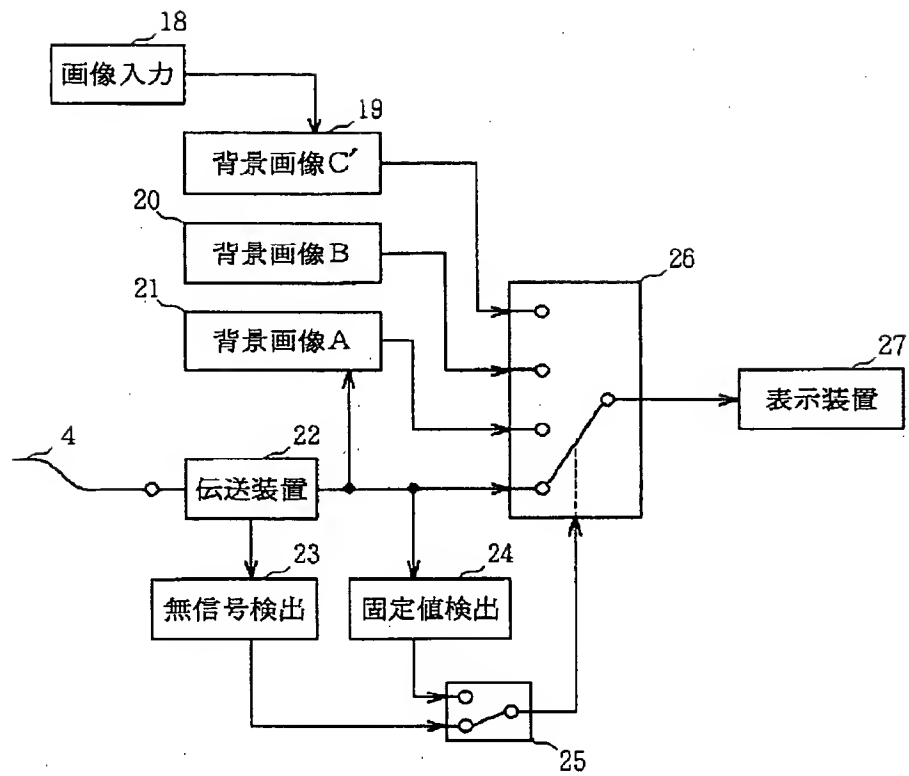 18
画像入力
19
背景画像C′
20
背景画像B
26
21
背景画像A
27
表示装置
4
22
伝送装置
23
24
無信号検出
固定値検出
25